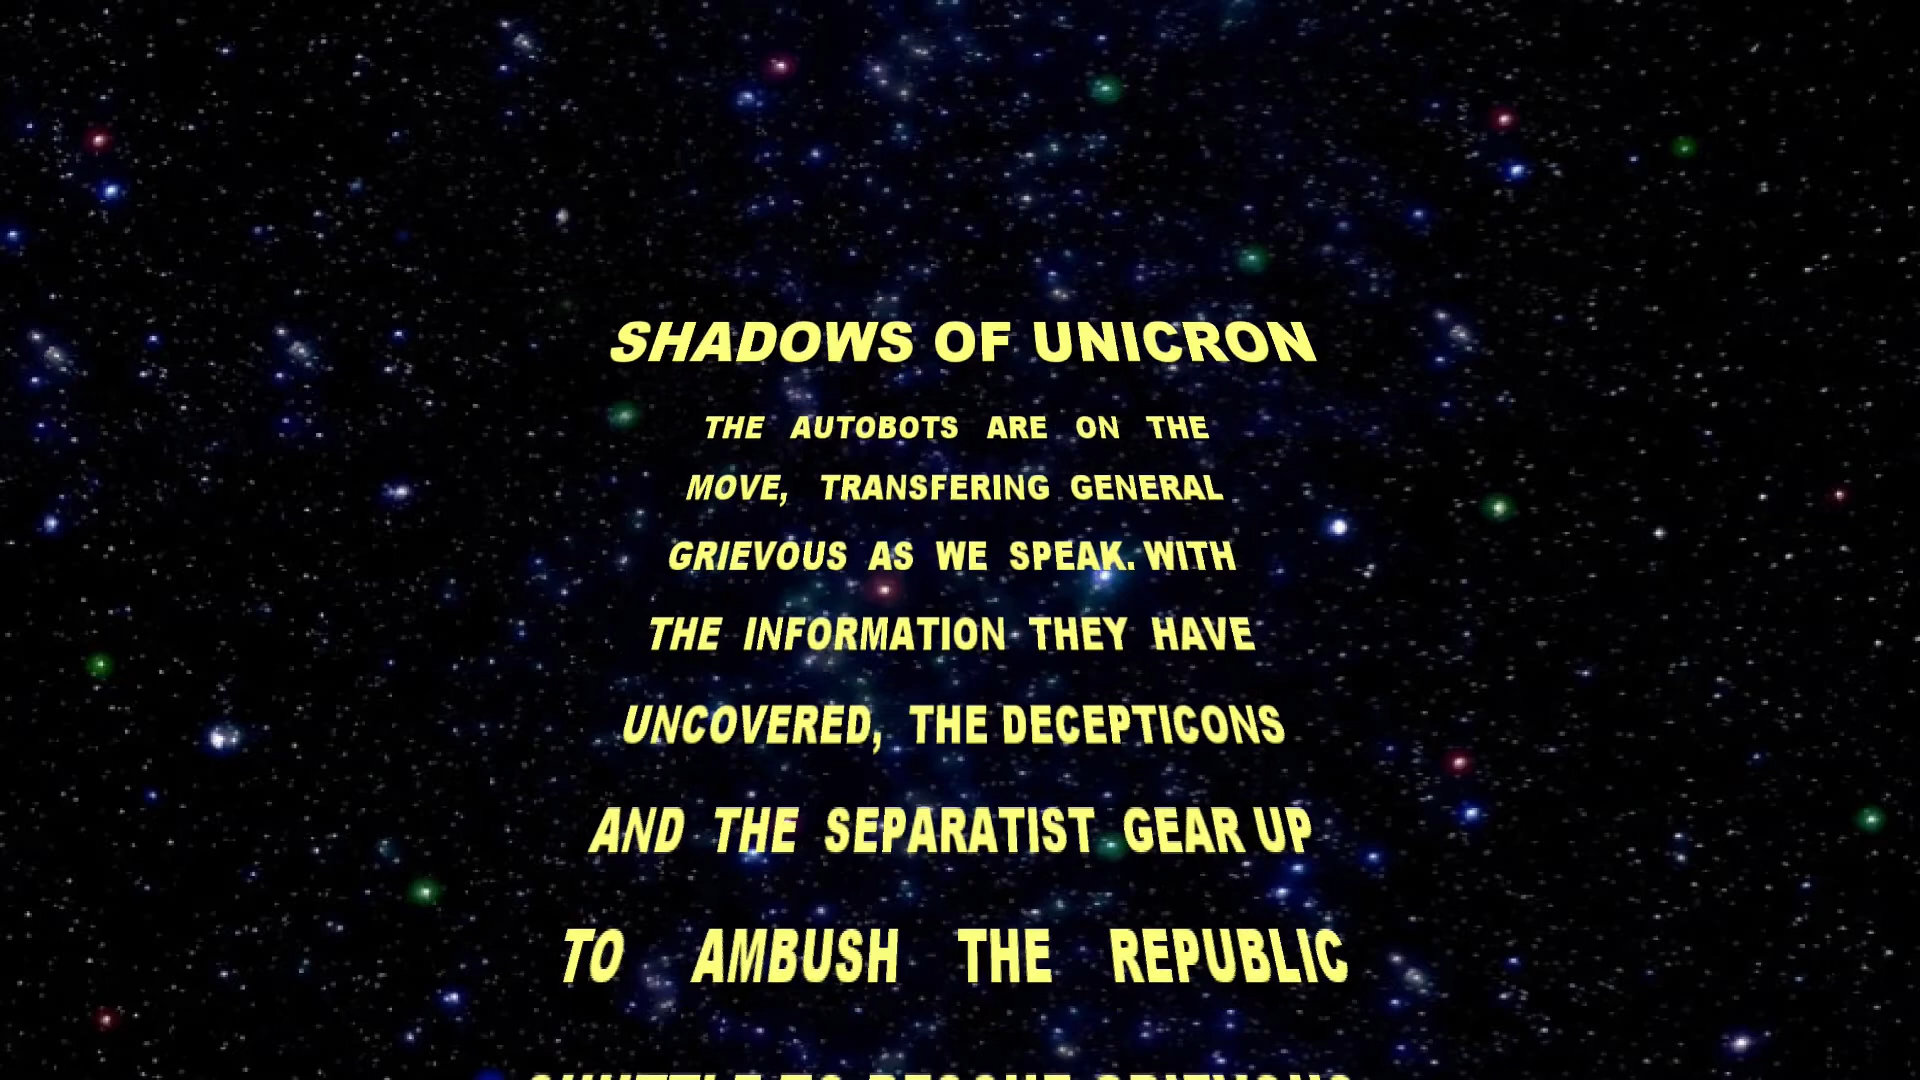 SHADOWS OF UNICRON
THE AUTOBOTS ARE ON THE
MOVE, TRANSFERING GENERAL
GRIEVOUS AS WE SPEAK. WITH
THE INFORMATION THEY HAVE
UNCOVERED, THE DECEPTICONS
AND THE SEPARATIST GEAR UP
TO AMBUSH THE REPUBLIC